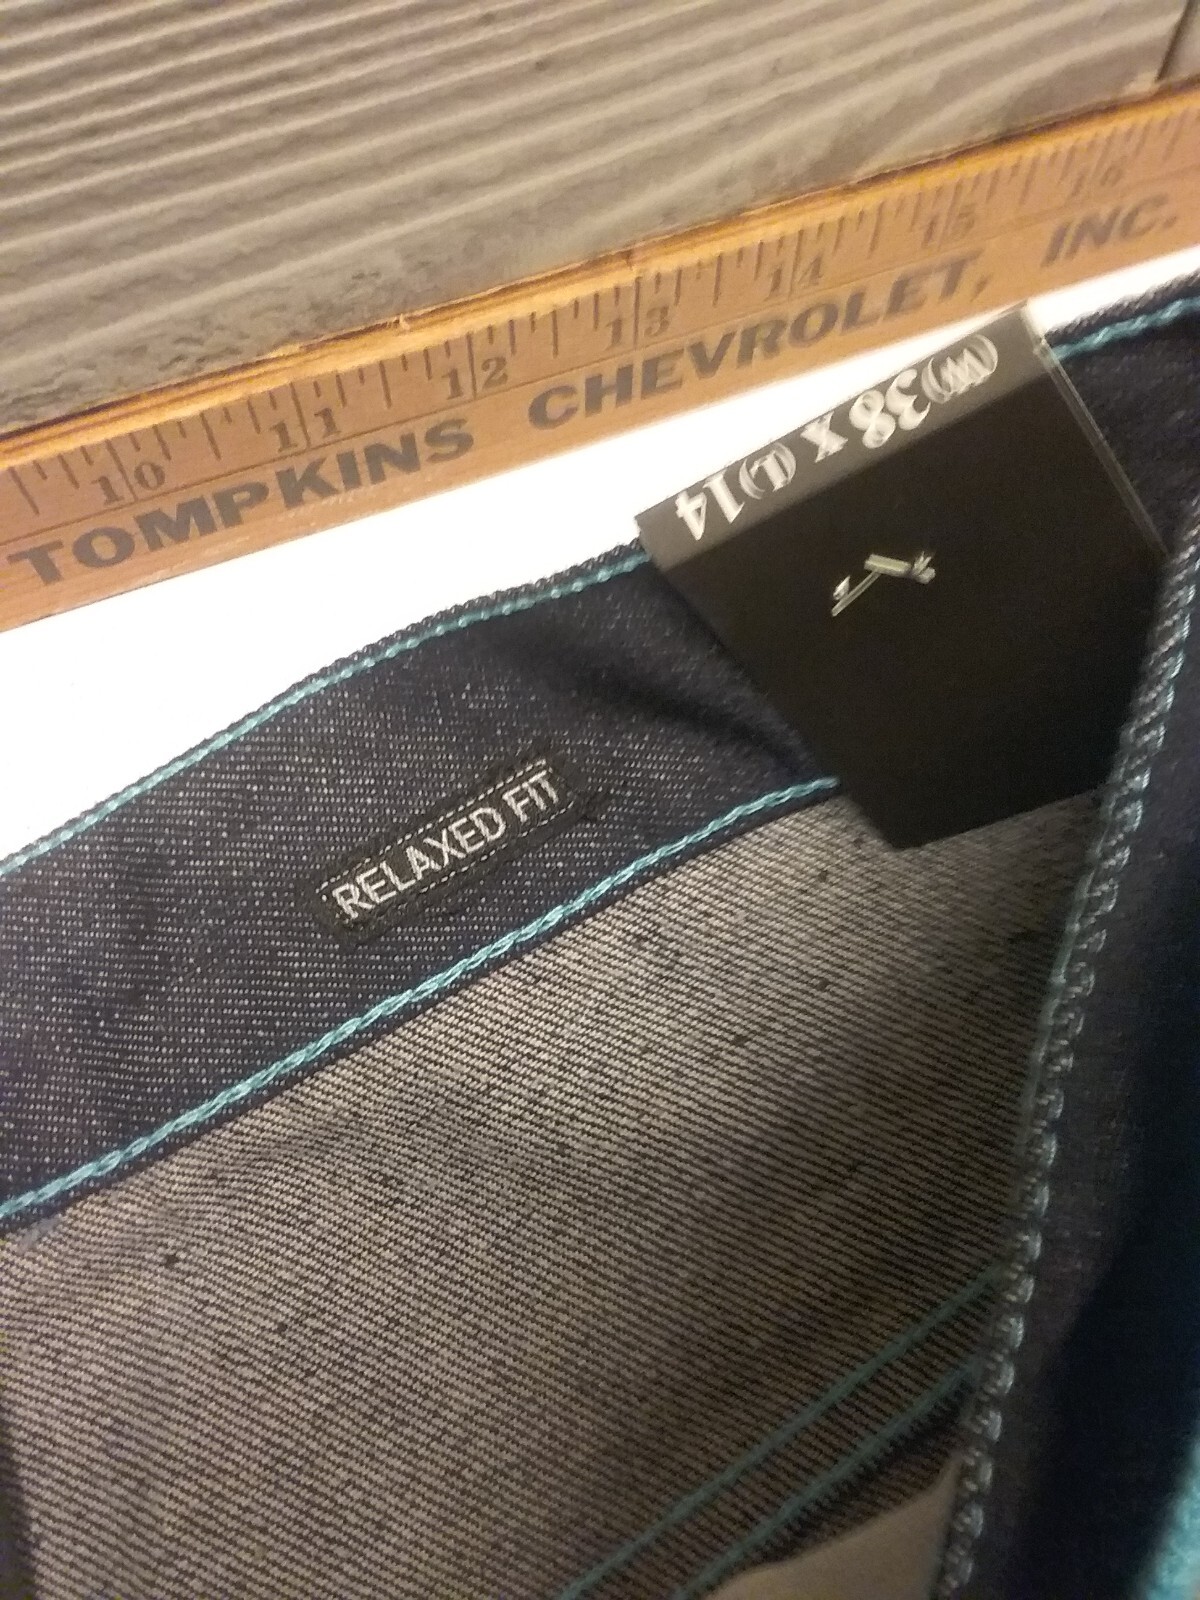 10 11 12 13 14 15 16
TOMPKINS CHEVROLET, INC.
(W)38 X (L)14
RELAXED FIT